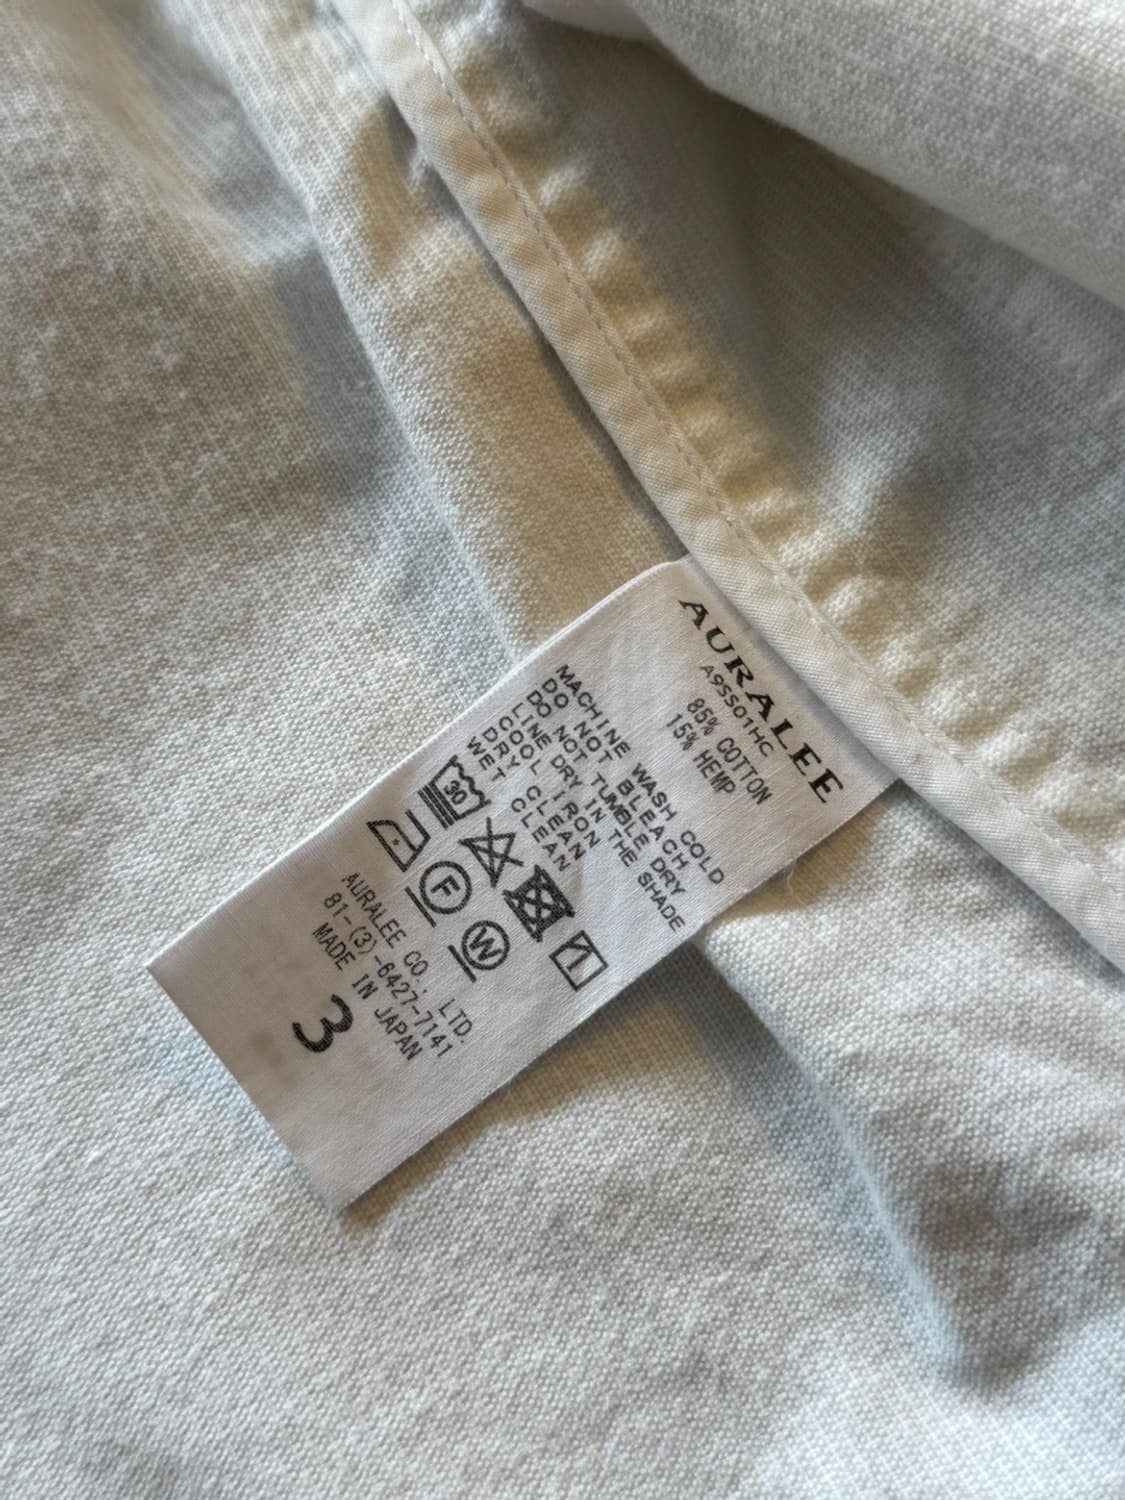 AURALEE
A9SS01HC
85% COTTON
15% HEMP
MACHINE WASH COLD
DO NOT BLEACH
DO NOT TUMBLE DRY
LINE DRY IN THE SHADE
COOL IRON
DRY CLEAN
WET CLEAN
30
F
W
AURALEE CO., LTD.
81-(3)-6427-7141
MADE IN JAPAN
3